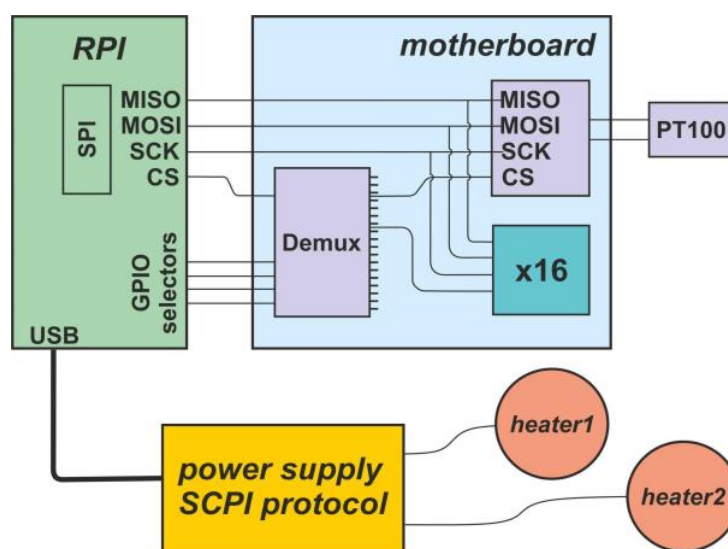 RPI
SPI
MISO
MOSI
SCK
CS
GPIO
selectors
USB
motherboard
MISO
MOSI
SCK
CS
Demux
x16
PT100
power supply
SCPI protocol
heater1
heater2